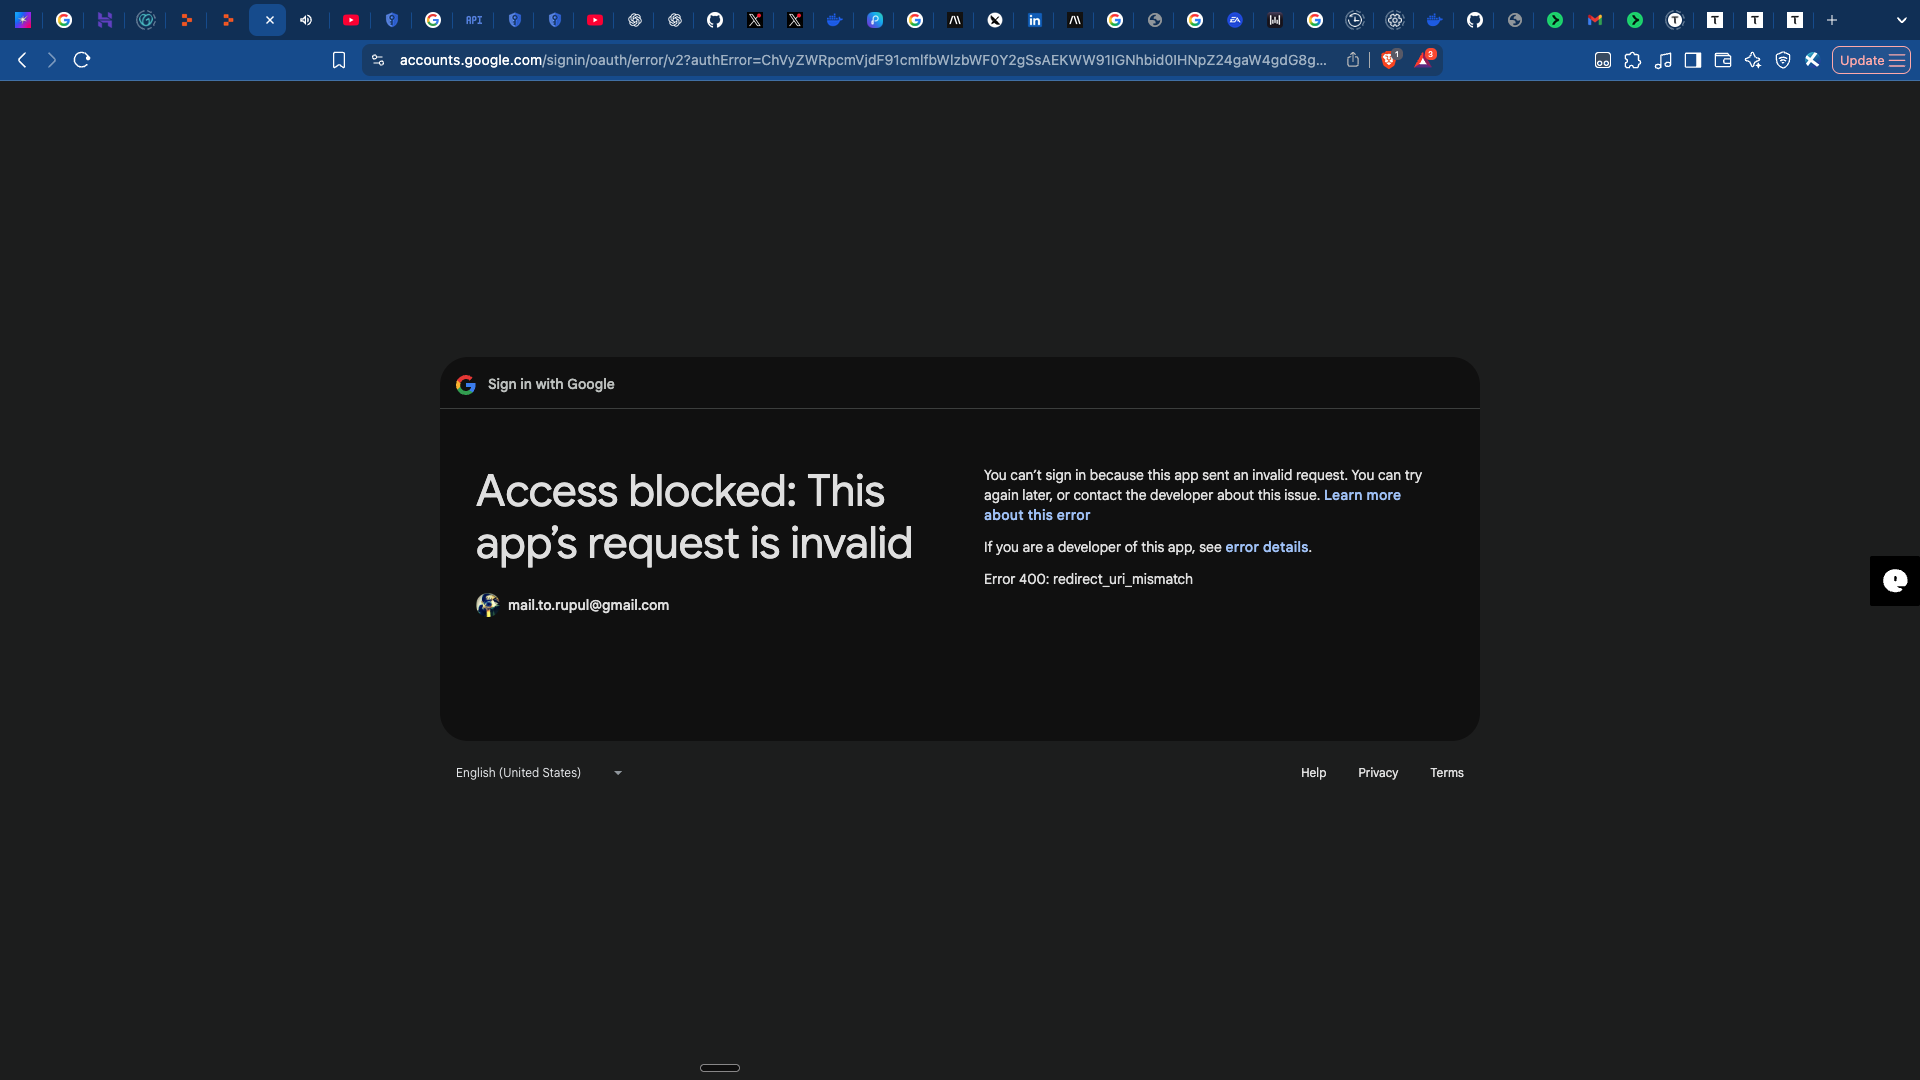 API
accounts.google.com/signin/oauth/error/v2?authError=ChVyZWRpcmVjdF91cmlfbWlzbWF0Y2gSsAEKWW91IGNhbid0IHNpZ24gaW4gdG8g...
1
3
Update
Sign in with Google
Access blocked: This
app’s request is invalid
mail.to.rupul@gmail.com
You can’t sign in because this app sent an invalid request. You can try
again later, or contact the developer about this issue. Learn more
about this error
If you are a developer of this app, see error details.
Error 400: redirect_uri_mismatch
English (United States)
Help Privacy Terms